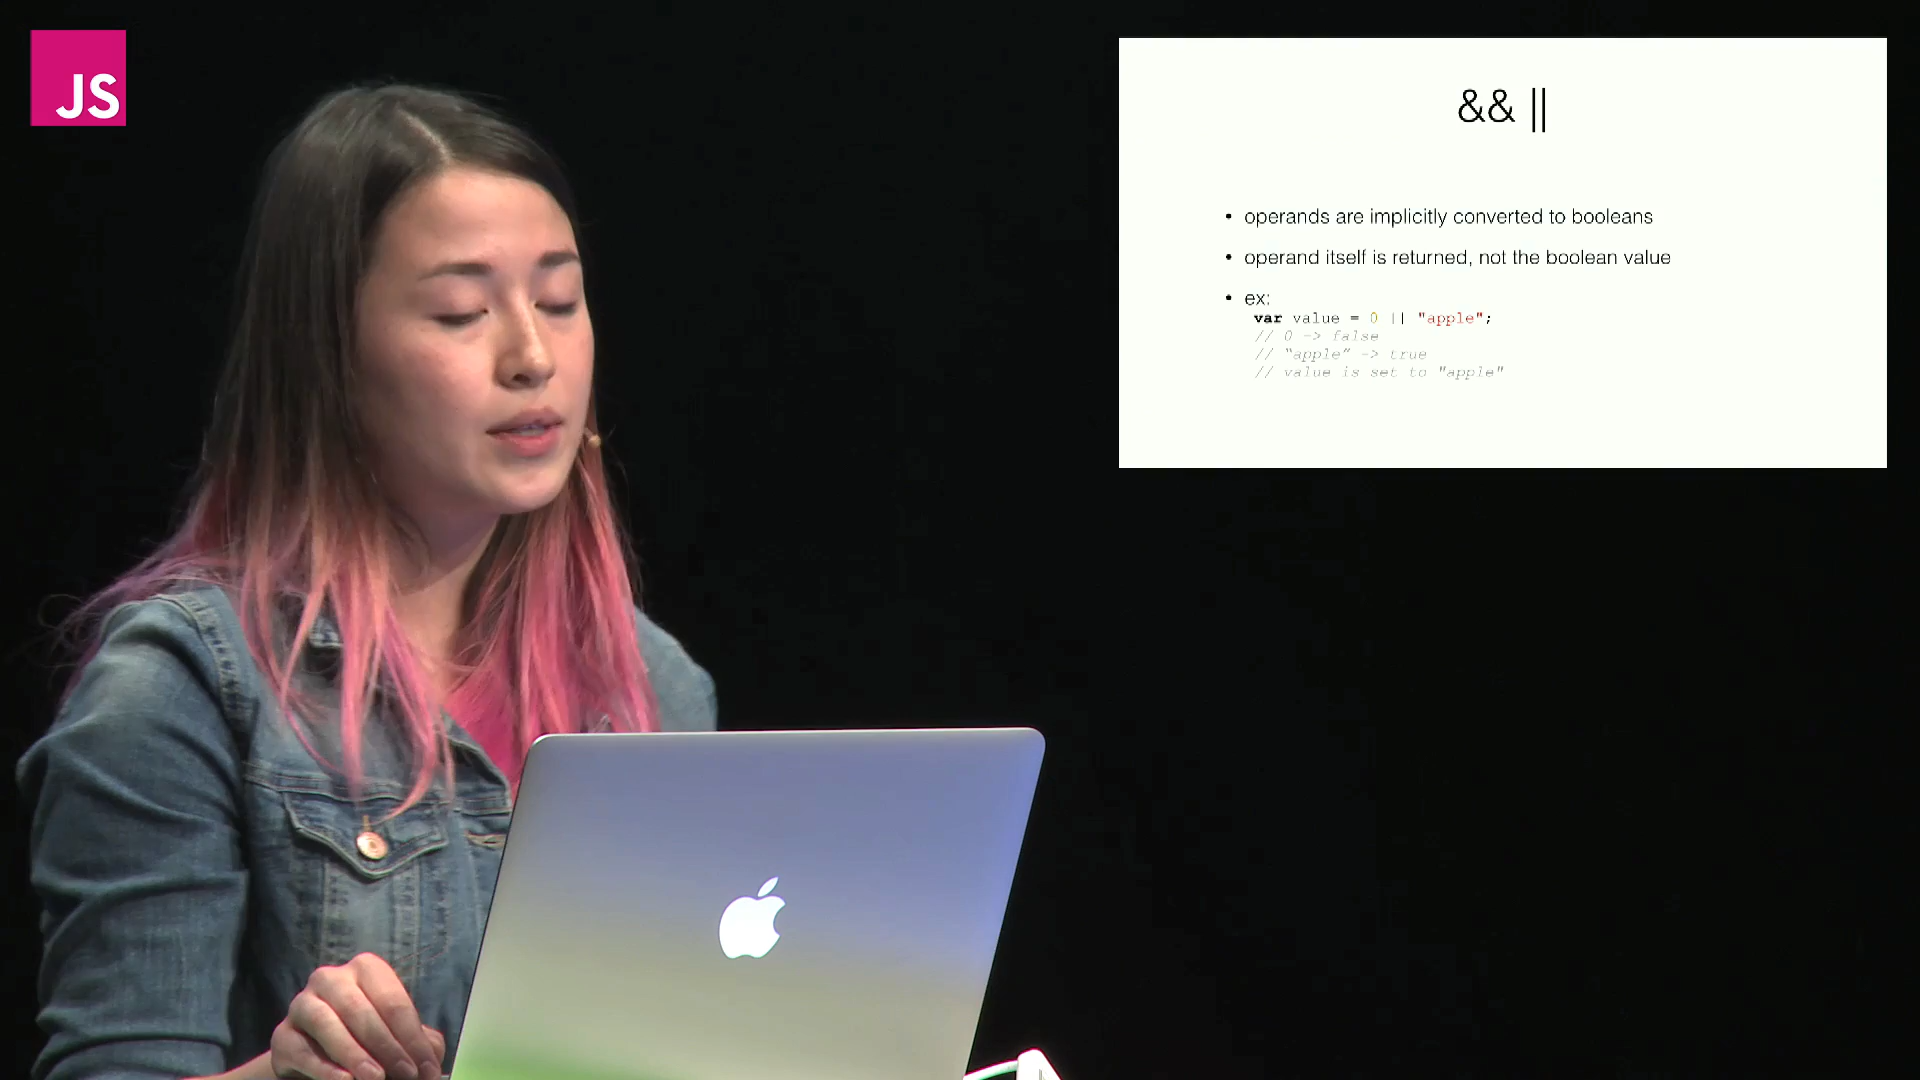 JS
&& ||
• operands are implicitly converted to booleans
• operand itself is returned, not the boolean value
• ex:
var value = 0 || "apple";
// 0 -> false
// “apple” -> true
// value is set to "apple"